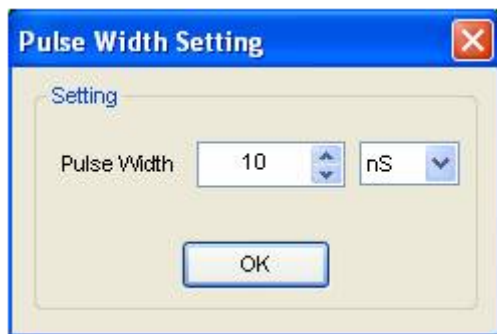 Pulse Width Setting
Setting
Pulse Width 10 nS
OK